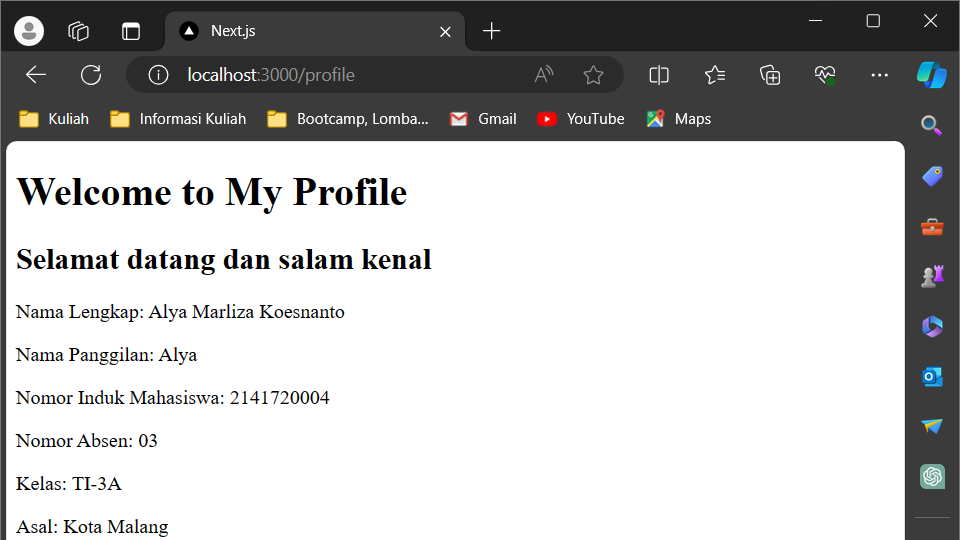 Next.js
localhost:3000/profile
Kuliah Informasi Kuliah Bootcamp, Lomba... Gmail YouTube Maps
Welcome to My Profile
Selamat datang dan salam kenal
Nama Lengkap: Alya Marliza Koesnanto
Nama Panggilan: Alya
Nomor Induk Mahasiswa: 2141720004
Nomor Absen: 03
Kelas: TI-3A
Asal: Kota Malang